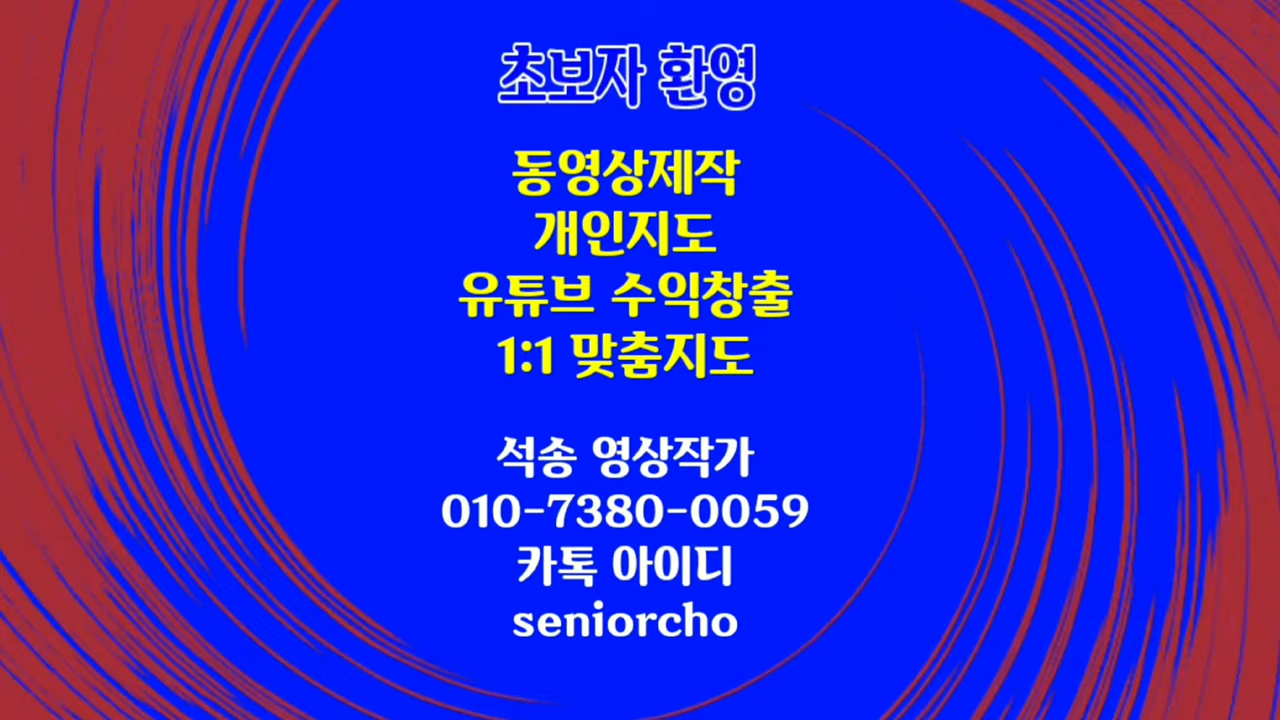 초보자 환영
동영상제작
개인지도
유튜브 수익창출
1:1 맞춤지도
석송 영상작가
010-7380-0059
카톡 아이디
seniorcho